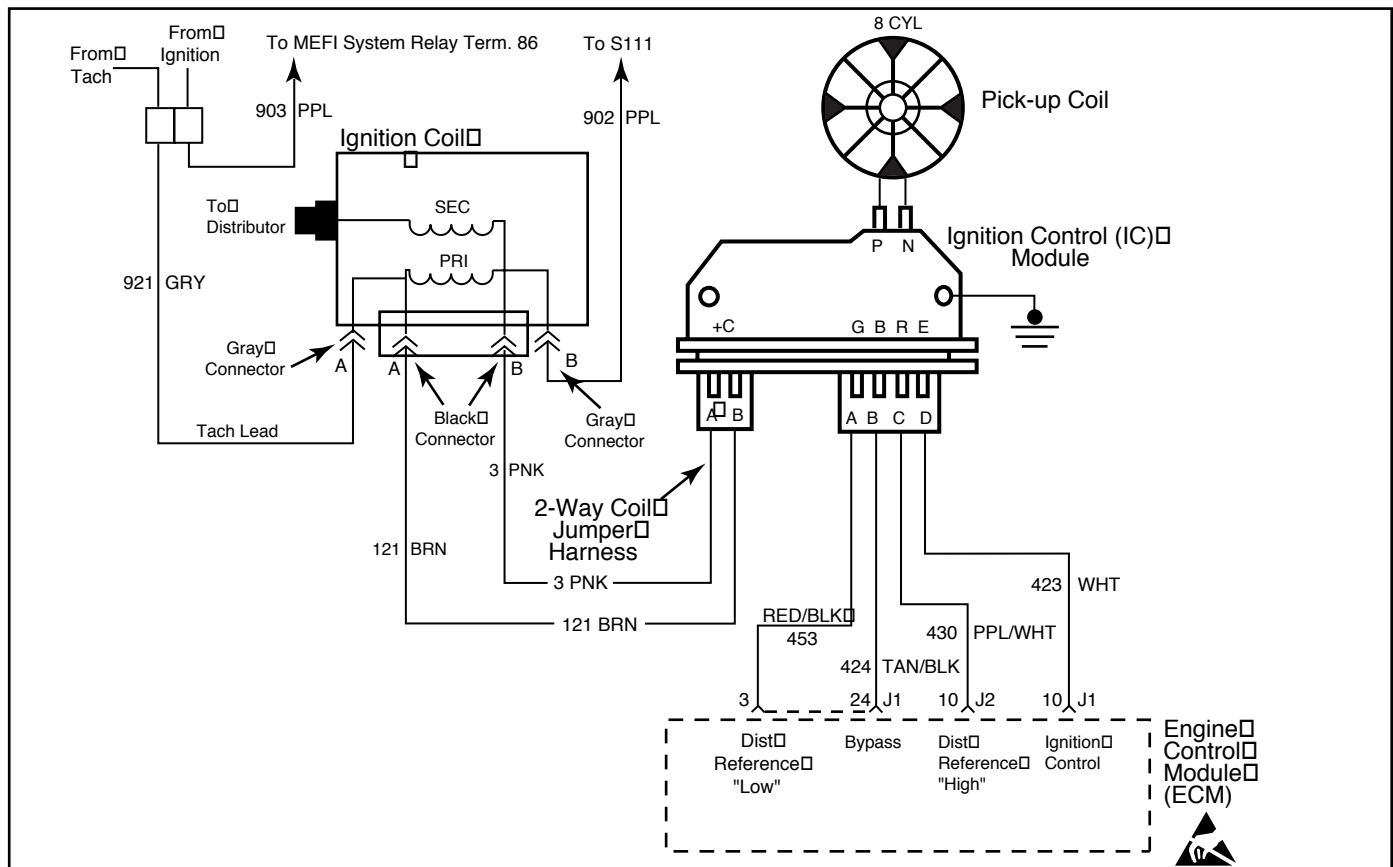 8 CYL
From□
Tach
From□
Ignition
To MEFI System Relay Term. 86
To S111
903 PPL
902 PPL
Pick-up Coil
Ignition Coil□
To□
Distributor
SEC
PRI
P N
Ignition Control (IC)□
Module
921 GRY
+C
G B R E
Gray□
Connector
A
A
B
B
Black□
Connector
Gray□
Connector
A□ B
A B C D
Tach Lead
3 PNK
2-Way Coil□
Jumper□
Harness
121 BRN
3 PNK
121 BRN
RED/BLK□
453
424 TAN/BLK
430 PPL/WHT
423 WHT
3
24 J1
10 J2
10 J1
Dist□
Reference□
"Low"
Bypass
Dist□
Reference□
"High"
Ignition□
Control
Engine□
Control□
Module□
(ECM)